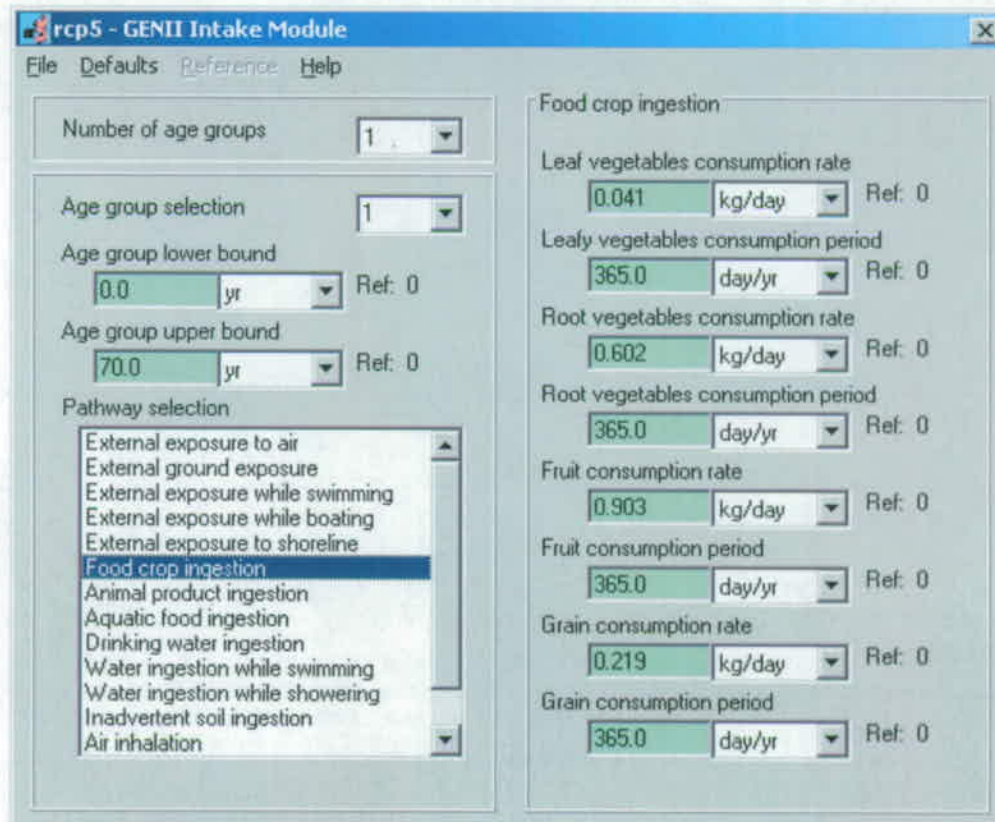 rcp5 - GENII Intake Module
File Defaults Reference Help
Number of age groups
1
Age group selection
1
Age group lower bound
0.0 yr Ref: 0
Age group upper bound
70.0 yr Ref: 0
Pathway selection
External exposure to air
External ground exposure
External exposure while swimming
External exposure while boating
External exposure to shoreline
Food crop ingestion
Animal product ingestion
Aquatic food ingestion
Drinking water ingestion
Water ingestion while swimming
Water ingestion while showering
Inadvertent soil ingestion
Air inhalation
Food crop ingestion
Leaf vegetables consumption rate
0.041 kg/day Ref: 0
Leafy vegetables consumption period
365.0 day/yr Ref: 0
Root vegetables consumption rate
0.602 kg/day Ref: 0
Root vegetables consumption period
365.0 day/yr Ref: 0
Fruit consumption rate
0.903 kg/day Ref: 0
Fruit consumption period
365.0 day/yr Ref: 0
Grain consumption rate
0.219 kg/day Ref: 0
Grain consumption period
365.0 day/yr Ref: 0